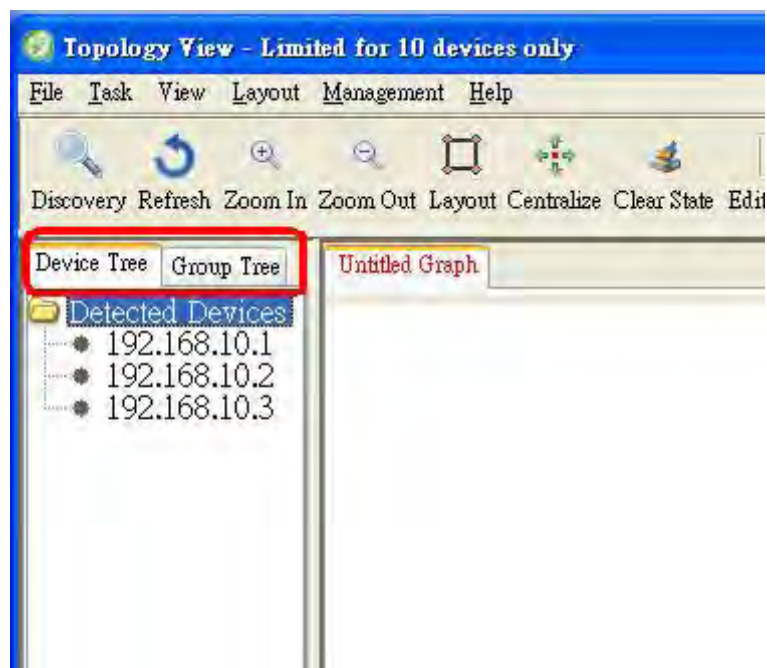 Topology View - Limited for 10 devices only
File Task View Layout Management Help
Discovery Refresh Zoom In Zoom Out Layout Centralize Clear State Edit
Device Tree Group Tree Untitled Graph
Detected Devices
192.168.10.1
192.168.10.2
192.168.10.3